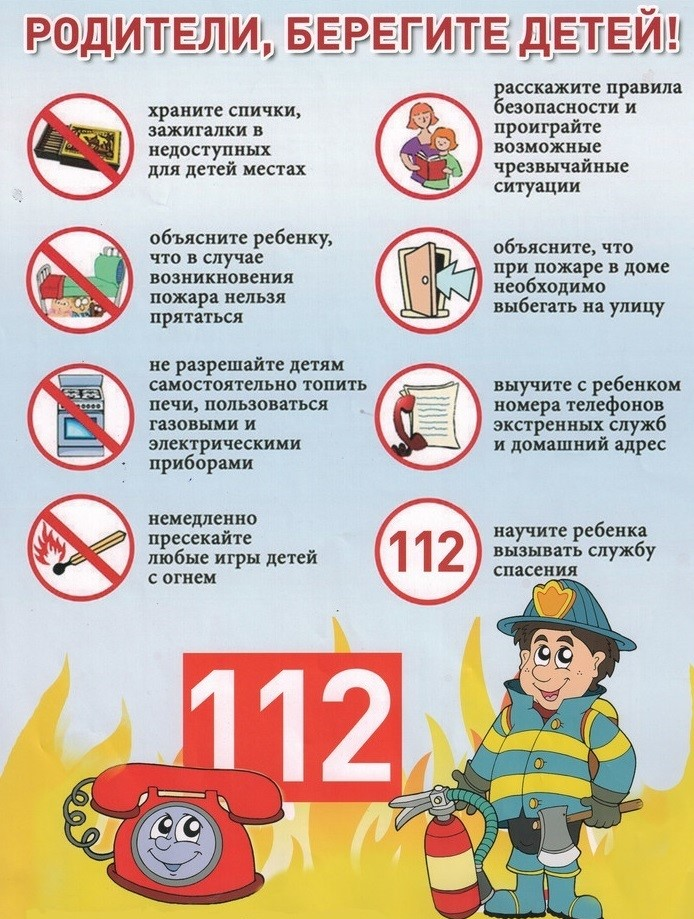 РОДИТЕЛИ, БЕРЕГИТЕ ДЕТЕЙ!
храните спички,
зажигалки в
недоступных
для детей местах
объясните ребенку,
что в случае
возникновения
пожара нельзя
прятаться
не разрешайте детям
самостоятельно топить
печи, пользоваться
газовыми и
электрическими
приборами
немедленно
пресекайте
любые игры детей
с огнем
расскажите правила
безопасности и
проиграйте
возможные
чрезвычайные
ситуации
объясните, что
при пожаре в доме
необходимо
выбегать на улицу
выучите с ребенком
номера телефонов
экстренных служб
и домашний адрес
112
научите ребенка
вызывать службу
спасения
112